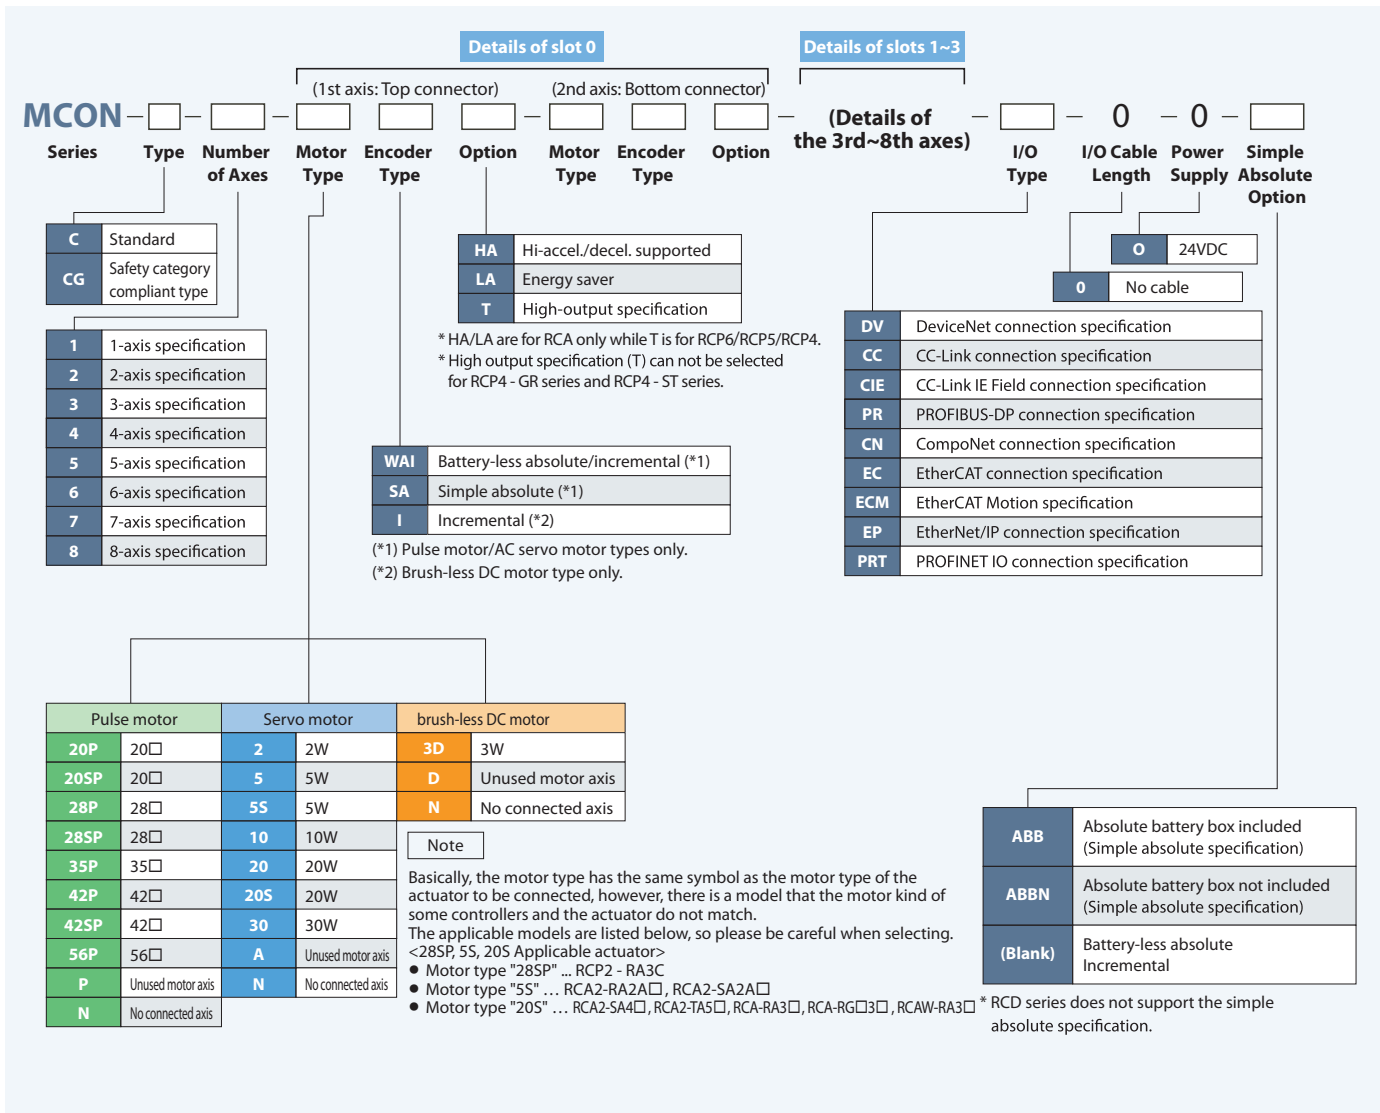 Details of slot 0
Details of slots 1~3
(1st axis: Top connector)
(2nd axis: Bottom connector)
MCON – □ – □ – □ □ □ – □ □ □ – (Details of the 3rd~8th axes) – □ – 0 – 0 – □
Series
Type
Number of Axes
Motor Type
Encoder Type
Option
Motor Type
Encoder Type
Option
I/O Type
I/O Cable Length
Power Supply
Simple Absolute Option
C Standard
CG Safety category
compliant type
1 1-axis specification
2 2-axis specification
3 3-axis specification
4 4-axis specification
5 5-axis specification
6 6-axis specification
7 7-axis specification
8 8-axis specification
HA Hi-accel./decel. supported
LA Energy saver
T High-output specification
* HA/LA are for RCA only while T is for RCP6/RCP5/RCP4.
* High output specification (T) can not be selected
for RCP4 - GR series and RCP4 - ST series.
WAI Battery-less absolute/incremental (*1)
SA Simple absolute (*1)
I Incremental (*2)
(*1) Pulse motor/AC servo motor types only.
(*2) Brush-less DC motor type only.
O 24VDC
0 No cable
DV DeviceNet connection specification
CC CC-Link connection specification
CIE CC-Link IE Field connection specification
PR PROFIBUS-DP connection specification
CN CompoNet connection specification
EC EtherCAT connection specification
ECM EtherCAT Motion specification
EP EtherNet/IP connection specification
PRT PROFINET IO connection specification
Pulse motor
20P 20□
20SP 20□
28P 28□
28SP 28□
35P 35□
42P 42□
42SP 42□
56P 56□
P Unused motor axis
N No connected axis
Servo motor
2 2W
5 5W
5S 5W
10 10W
20 20W
20S 20W
30 30W
A Unused motor axis
N No connected axis
brush-less DC motor
3D 3W
D Unused motor axis
N No connected axis
Note
Basically, the motor type has the same symbol as the motor type of the
actuator to be connected, however, there is a model that the motor kind of
some controllers and the actuator do not match.
The applicable models are listed below, so please be careful when selecting.
<28SP, 5S, 20S Applicable actuator>
● Motor type "28SP" ... RCP2 - RA3C
● Motor type "5S" … RCA2-RA2A□, RCA2-SA2A□
● Motor type "20S" … RCA2-SA4□, RCA2-TA5□, RCA-RA3□, RCA-RG□3□, RCAW-RA3□
ABB Absolute battery box included
(Simple absolute specification)
ABBN Absolute battery box not included
(Simple absolute specification)
(Blank) Battery-less absolute
Incremental
* RCD series does not support the simple
absolute specification.